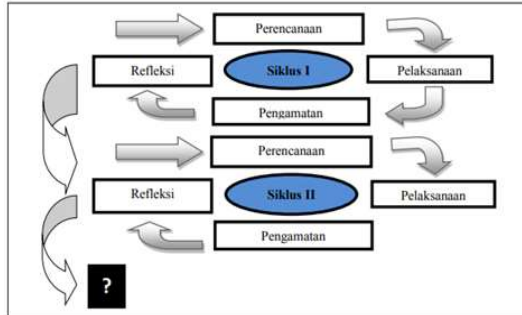 Perencanaan
Refleksi
Siklus I
Pelaksanaan
Pengamatan
Perencanaan
Refleksi
Siklus II
Pelaksanaan
Pengamatan
?